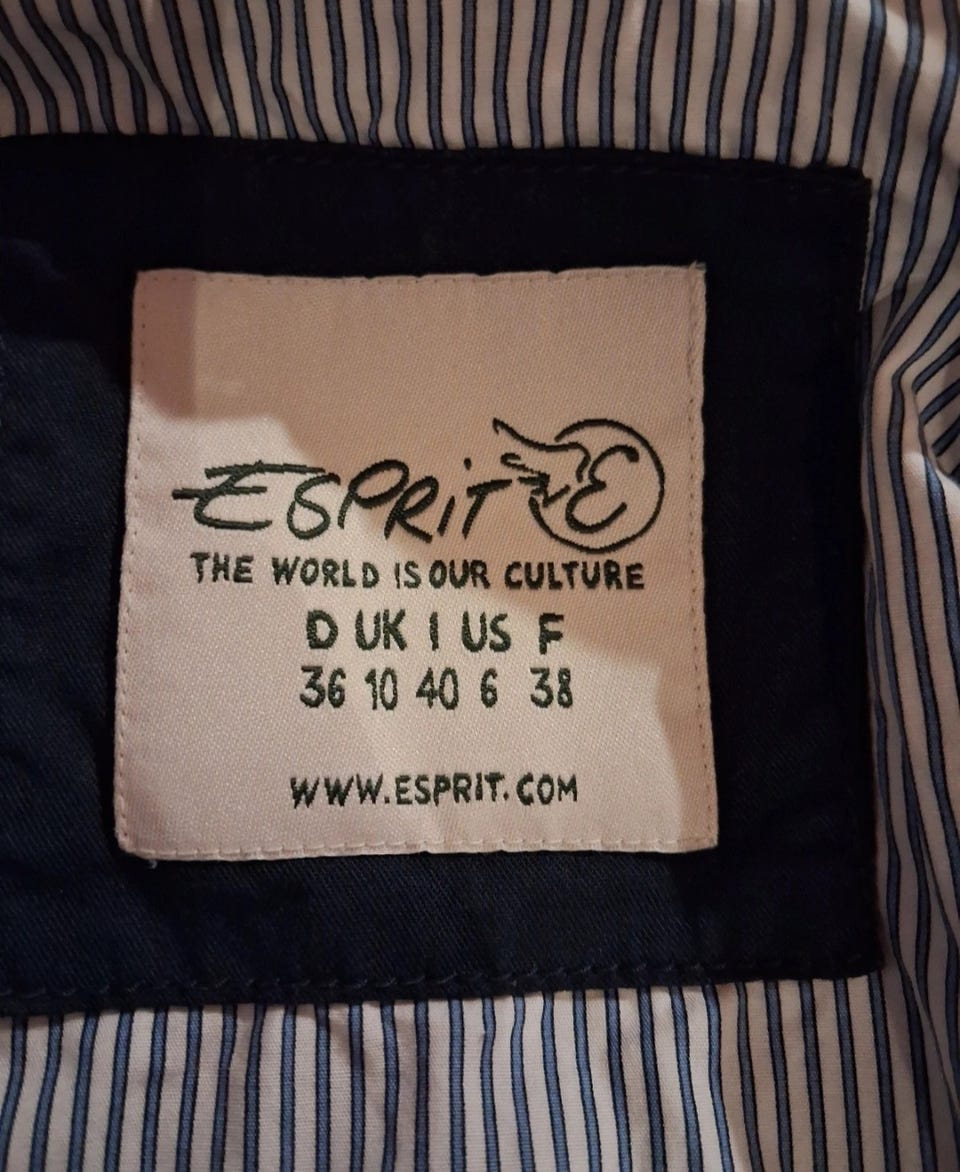 ESPRIT E
THE WORLD IS OUR CULTURE
D UK I US F
36 10 40 6 38
WWW.ESPRIT.COM